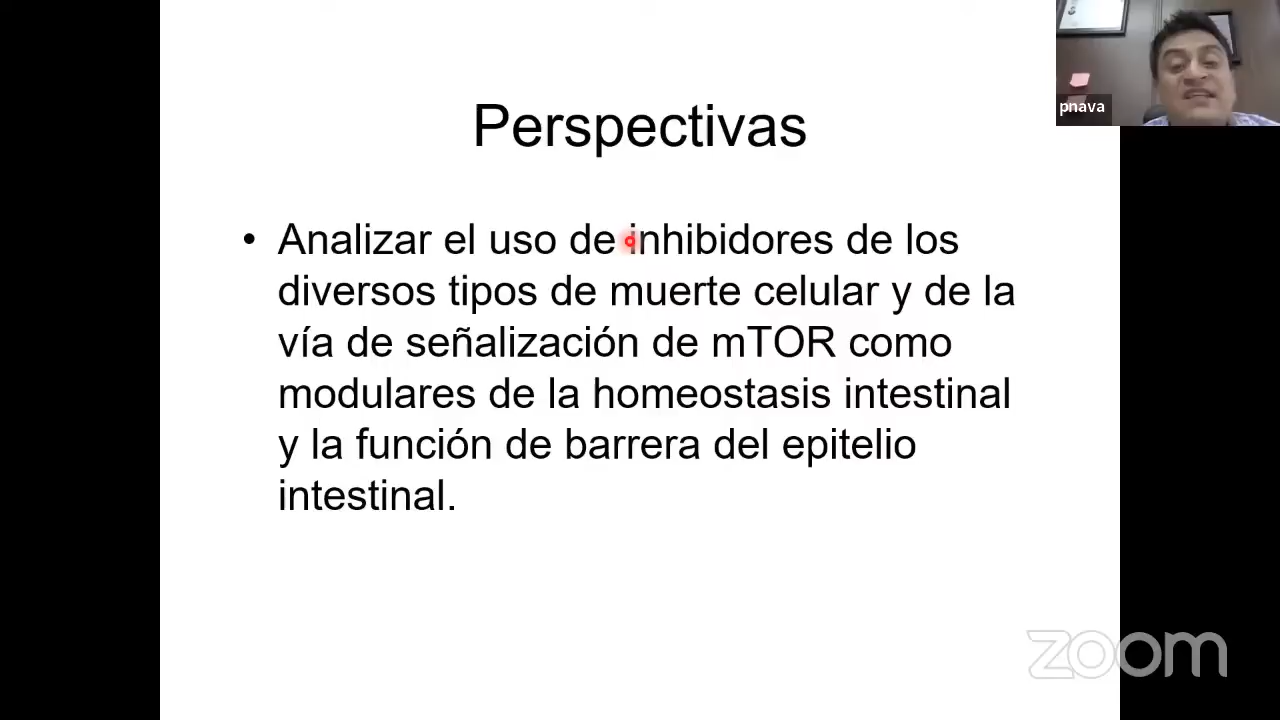 Perspectivas
• Analizar el uso de inhibidores de los
diversos tipos de muerte celular y de la
vía de señalización de mTOR como
modulares de la homeostasis intestinal
y la función de barrera del epitelio
intestinal.
pnava
zoom